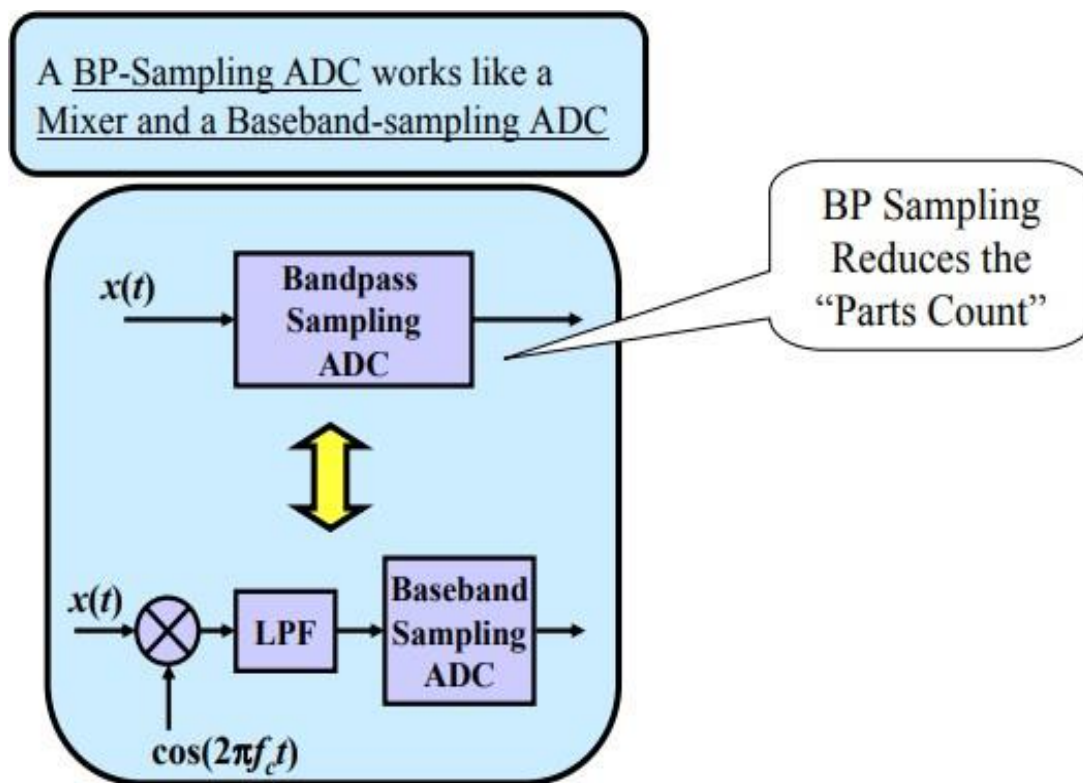 A BP-Sampling ADC works like a
Mixer and a Baseband-sampling ADC
BP Sampling
Reduces the
“Parts Count”
x(t)
Bandpass
Sampling
ADC
x(t)
LPF
Baseband
Sampling
ADC
cos(2πf_ct)